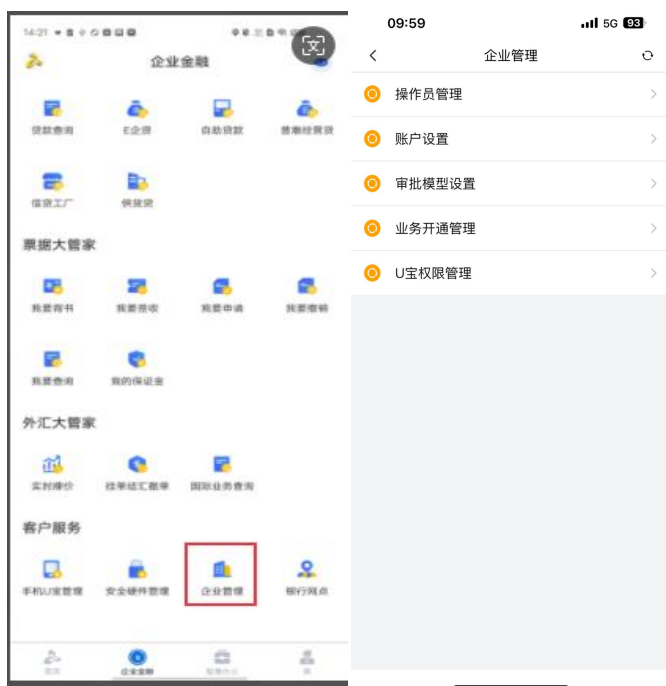 14:21
企业金融
贷款查询 E企贷 自助贷款 普惠经营贷
信贷工厂 供货贷
票据大管家
我要背书 我要签收 我要申请 我要撤销
我要查询 我的保证金
外汇大管家
实时牌价 挂单结汇撤单 国际业务查询
客户服务
手机U宝管理 安全硬件管理 企业管理 银行网点
企业金融
09:59 5G 93
企业管理
操作员管理
账户设置
审批模型设置
业务开通管理
U宝权限管理